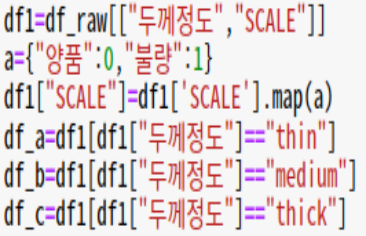 df1=df_raw[["두께정도","SCALE"]]
a={"양품":0,"불량":1}
df1["SCALE"]=df1['SCALE'].map(a)
df_a=df1[df1["두께정도"]=="thin"]
df_b=df1[df1["두께정도"]=="medium"]
df_c=df1[df1["두께정도"]=="thick"]